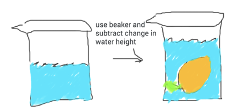 use beaker and
subtract change in
water height